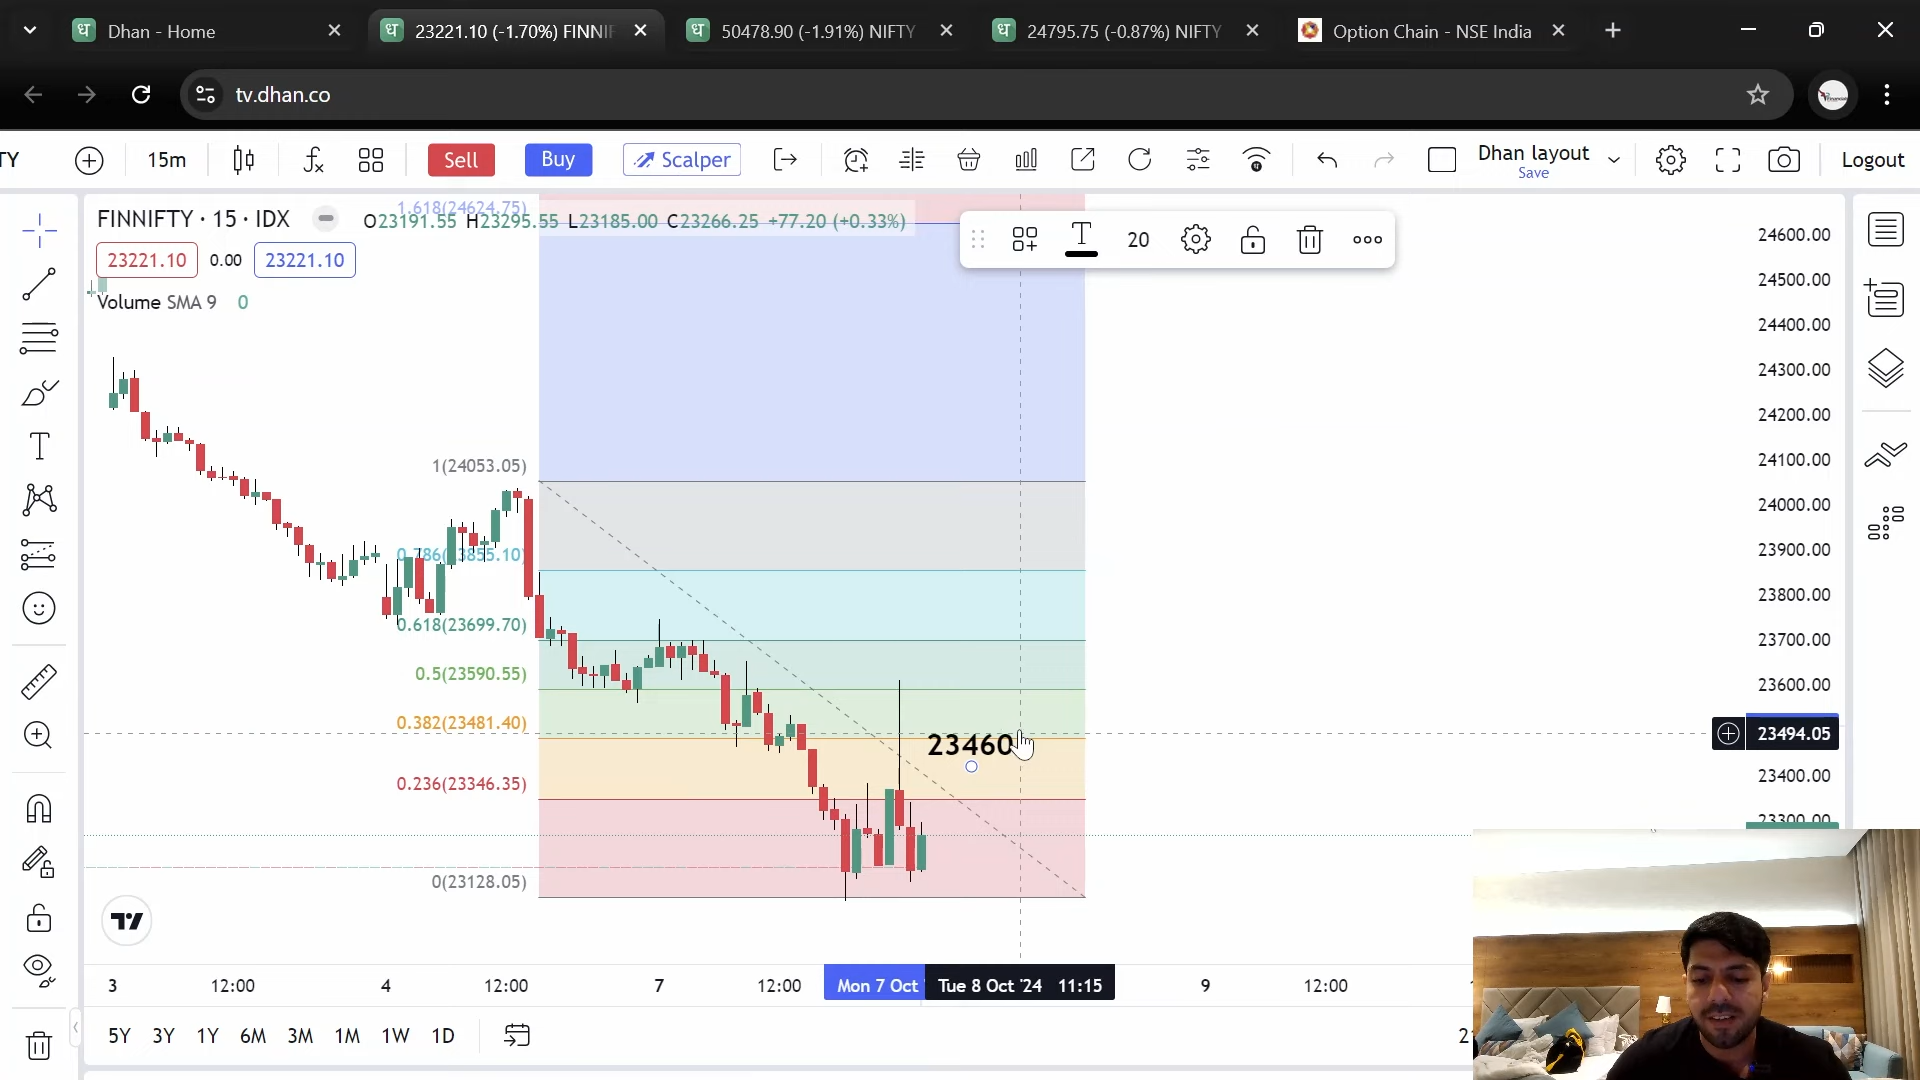 ध Dhan - Home
ध 23221.10 (-1.70%) FINNIF
ध 50478.90 (-1.91%) NIFTY
ध 24795.75 (-0.87%) NIFTY
Option Chain - NSE India
tv.dhan.co
TY
15m
Sell
Buy
Scalper
Dhan layout
Save
Logout
FINNIFTY · 15 · IDX
O23191.55 H23295.55 L23185.00 C23266.25 +77.20 (+0.33%)
1.618(24624.75)
23221.10 0.00 23221.10
Volume SMA 9 0
T 20
1(24053.05)
0.786(23855.10)
0.618(23699.70)
0.5(23590.55)
0.382(23481.40)
0.236(23346.35)
0(23128.05)
23460
24600.00
24500.00
24400.00
24300.00
24200.00
24100.00
24000.00
23900.00
23800.00
23700.00
23600.00
23494.05
23400.00
23300.00
3 12:00 4 12:00 7 12:00 Mon 7 Oct Tue 8 Oct '24 11:15 9 12:00
5Y 3Y 1Y 6M 3M 1M 1W 1D